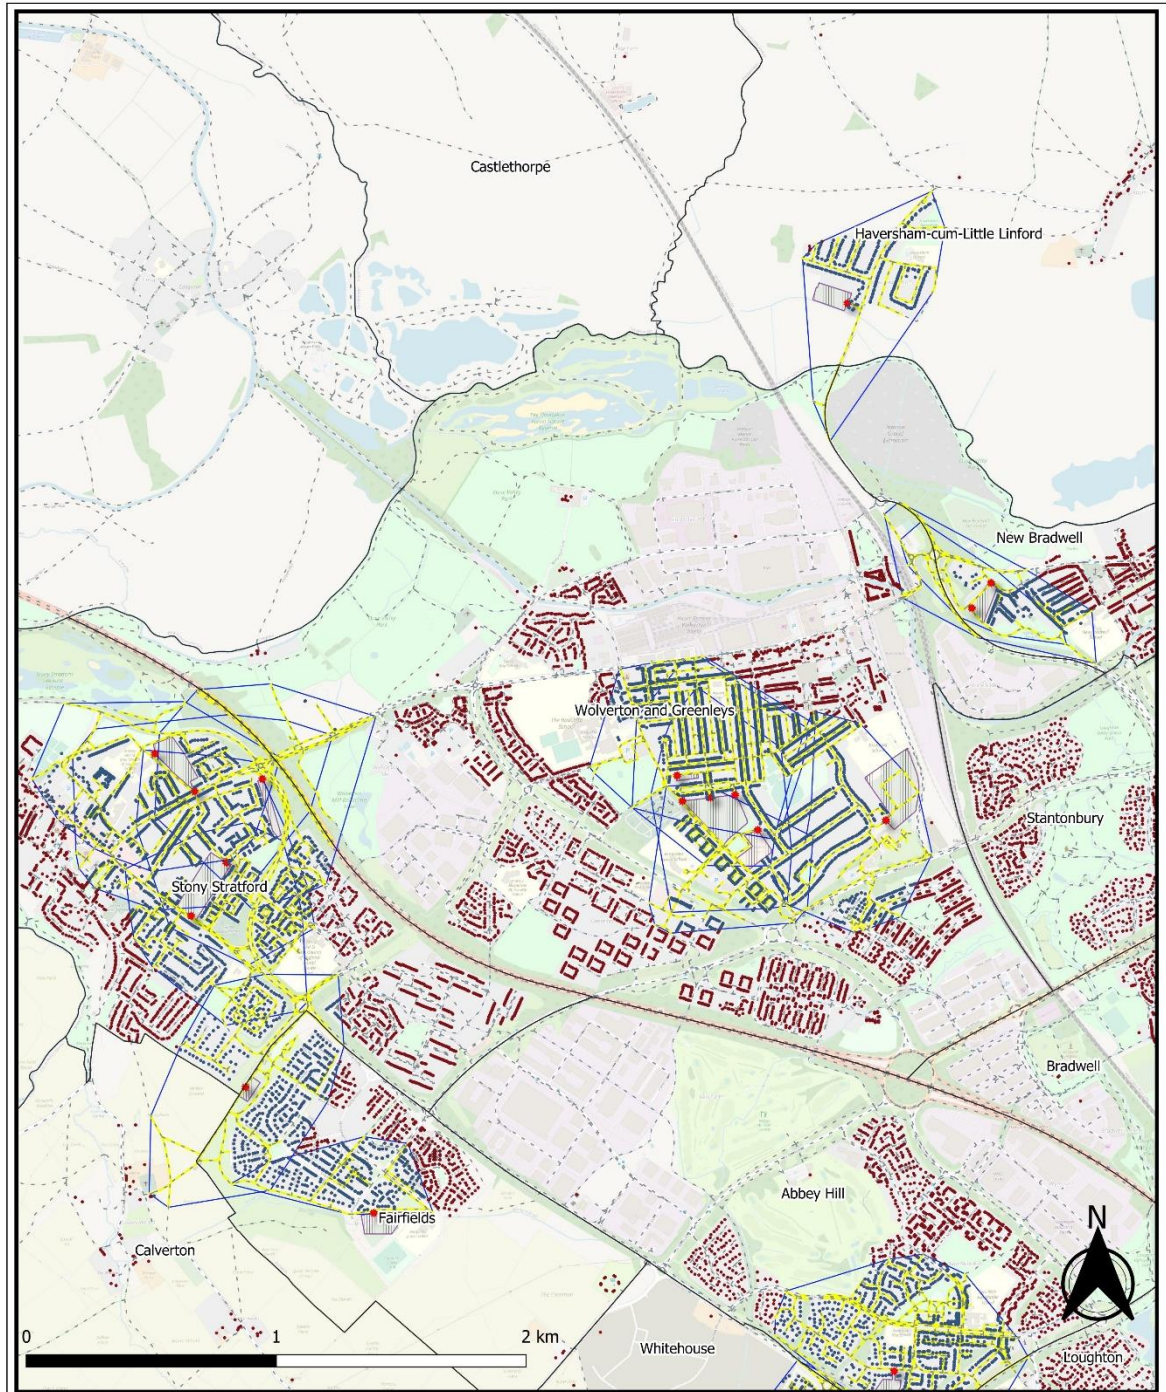 Castlethorpe
Haversham-cum-Little Linford
New Bradwell
Wolverton and Greenleys
Stantonbury
Stony Stratford
Bradwell
Abbey Hill
N
Fairfields
Calverton
0 1 2 km
Whitehouse
Loughton